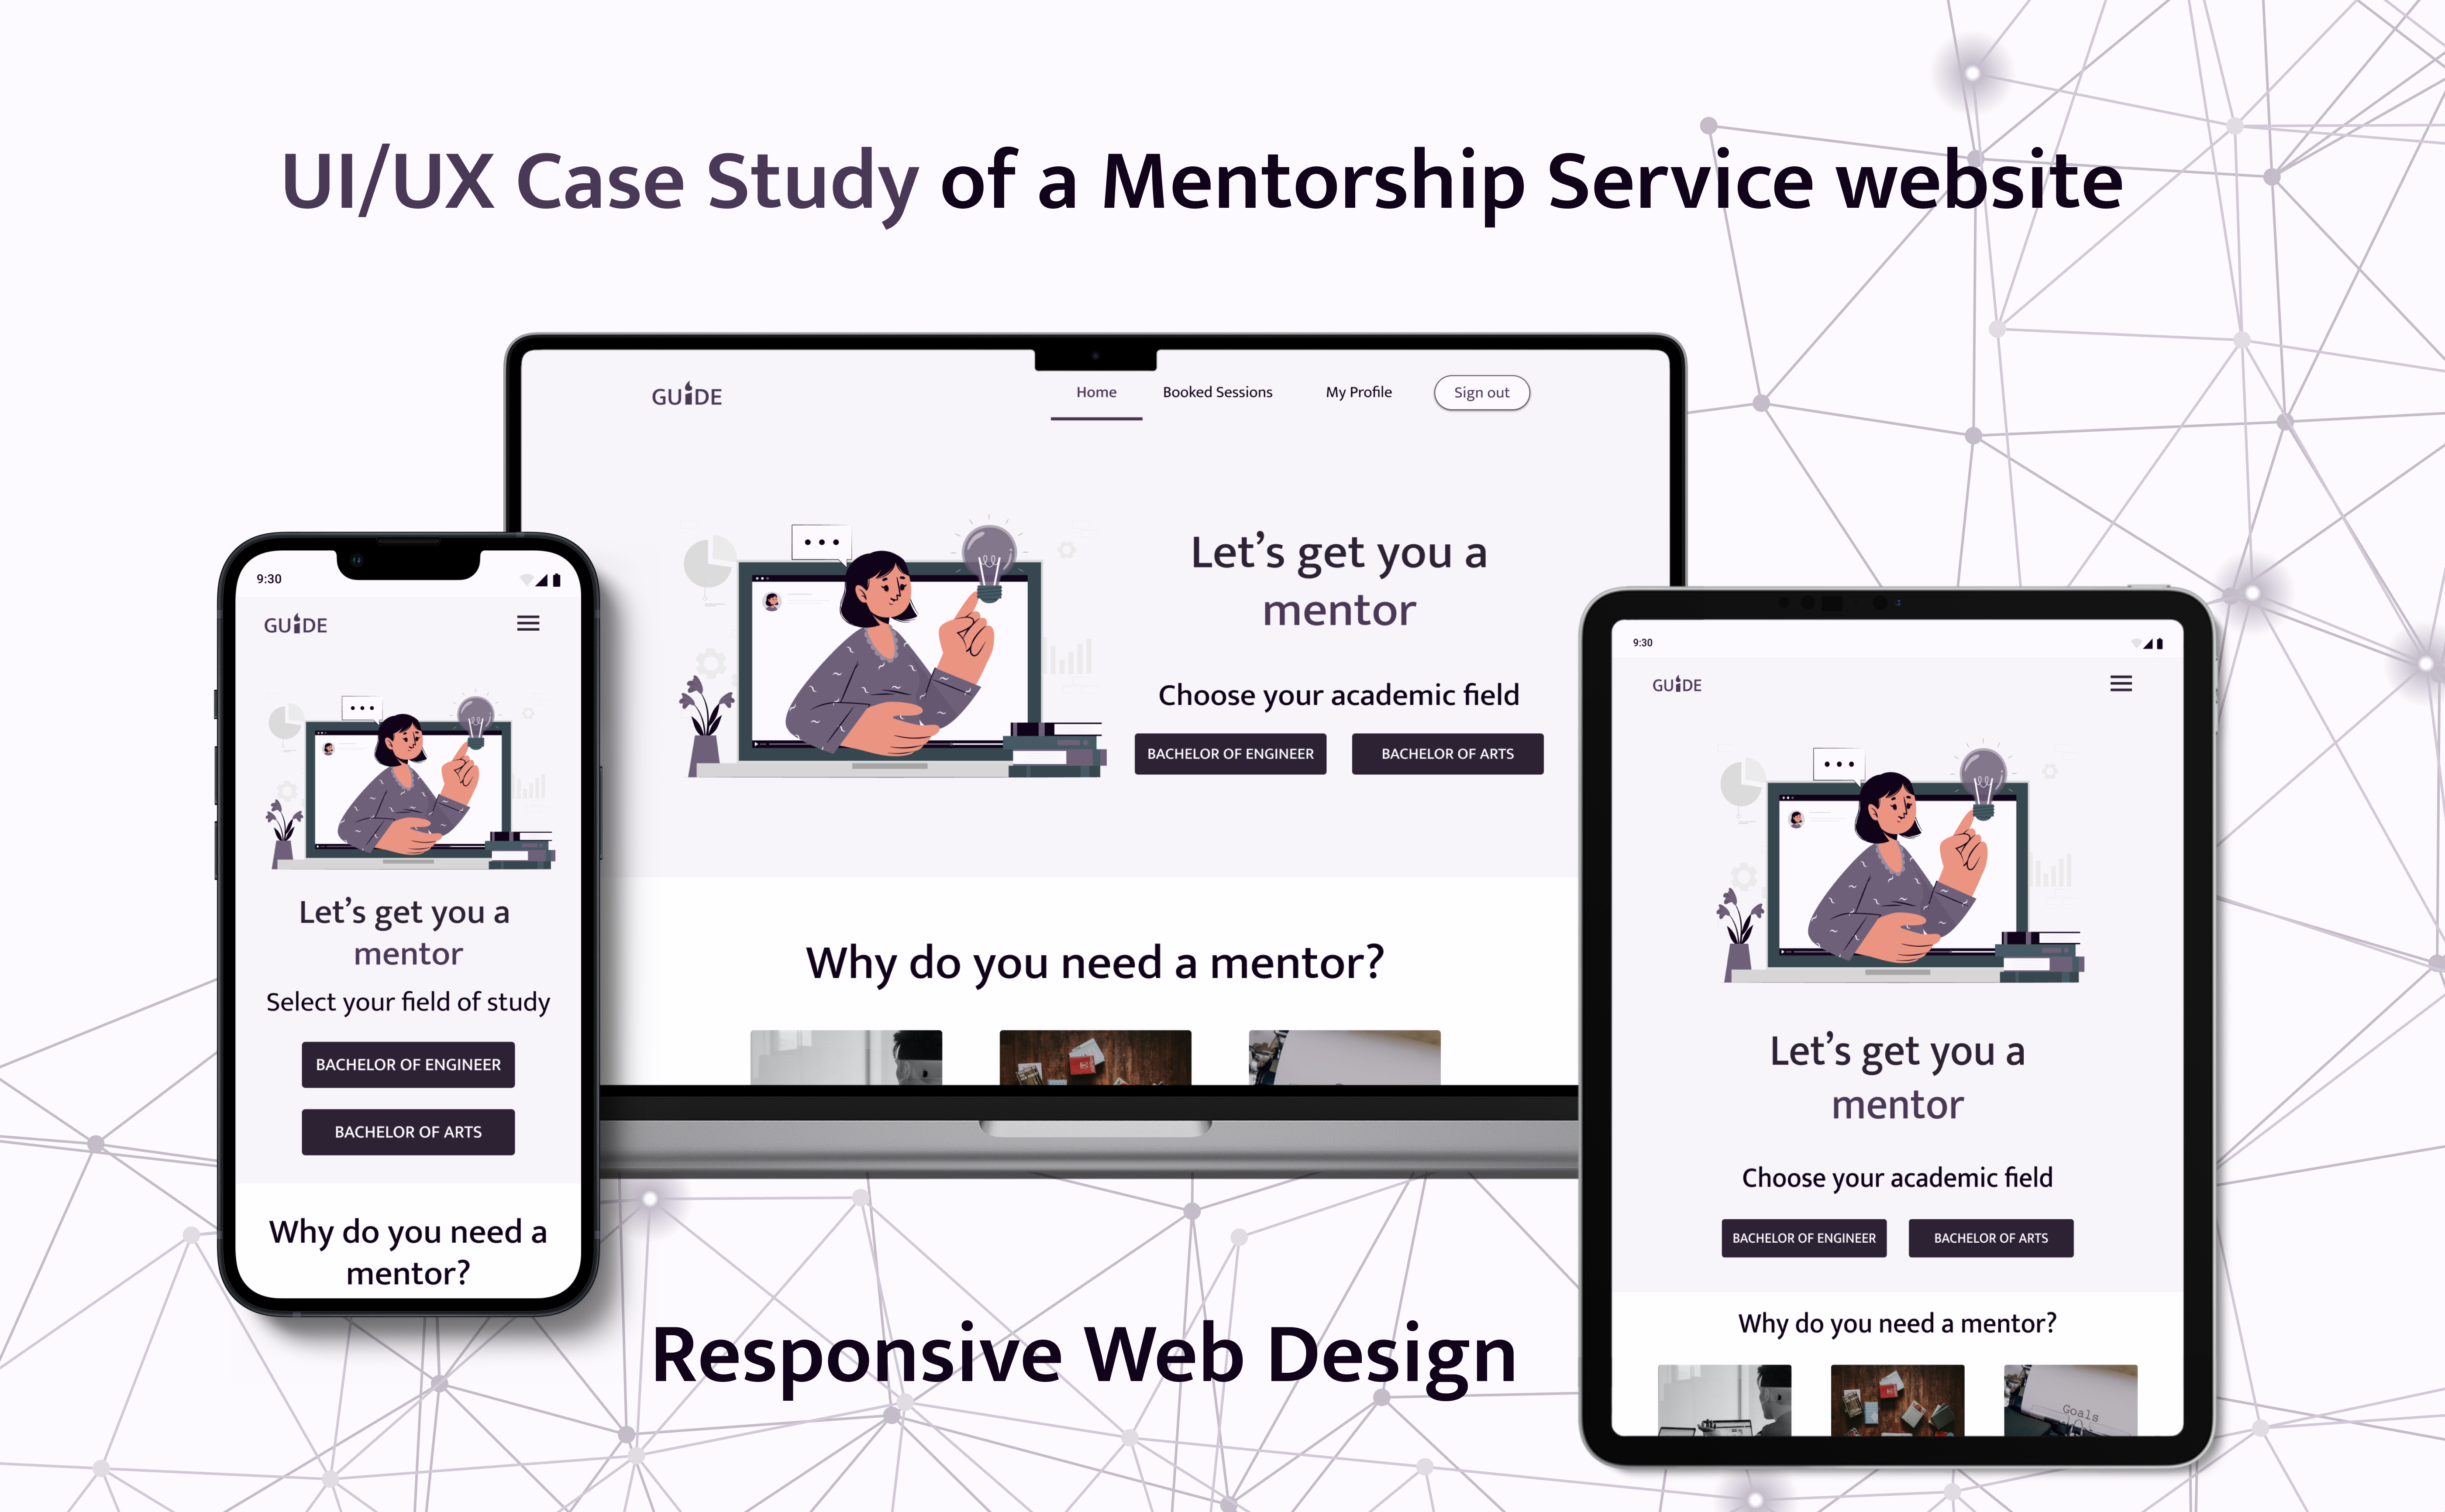 UI/UX Case Study of a Mentorship Service website
GUIDE
Home
Booked Sessions
My Profile
Sign out
Let's get you a
mentor
Choose your academic field
BACHELOR OF ENGINEER
BACHELOR OF ARTS
Why do you need a mentor?
9:30
GUIDE
Let's get you a
mentor
Select your field of study
BACHELOR OF ENGINEER
BACHELOR OF ARTS
Why do you need a
mentor?
9:30
GUIDE
Let's get you a
mentor
Choose your academic field
BACHELOR OF ENGINEER
BACHELOR OF ARTS
Why do you need a mentor?
Goals
Responsive Web Design